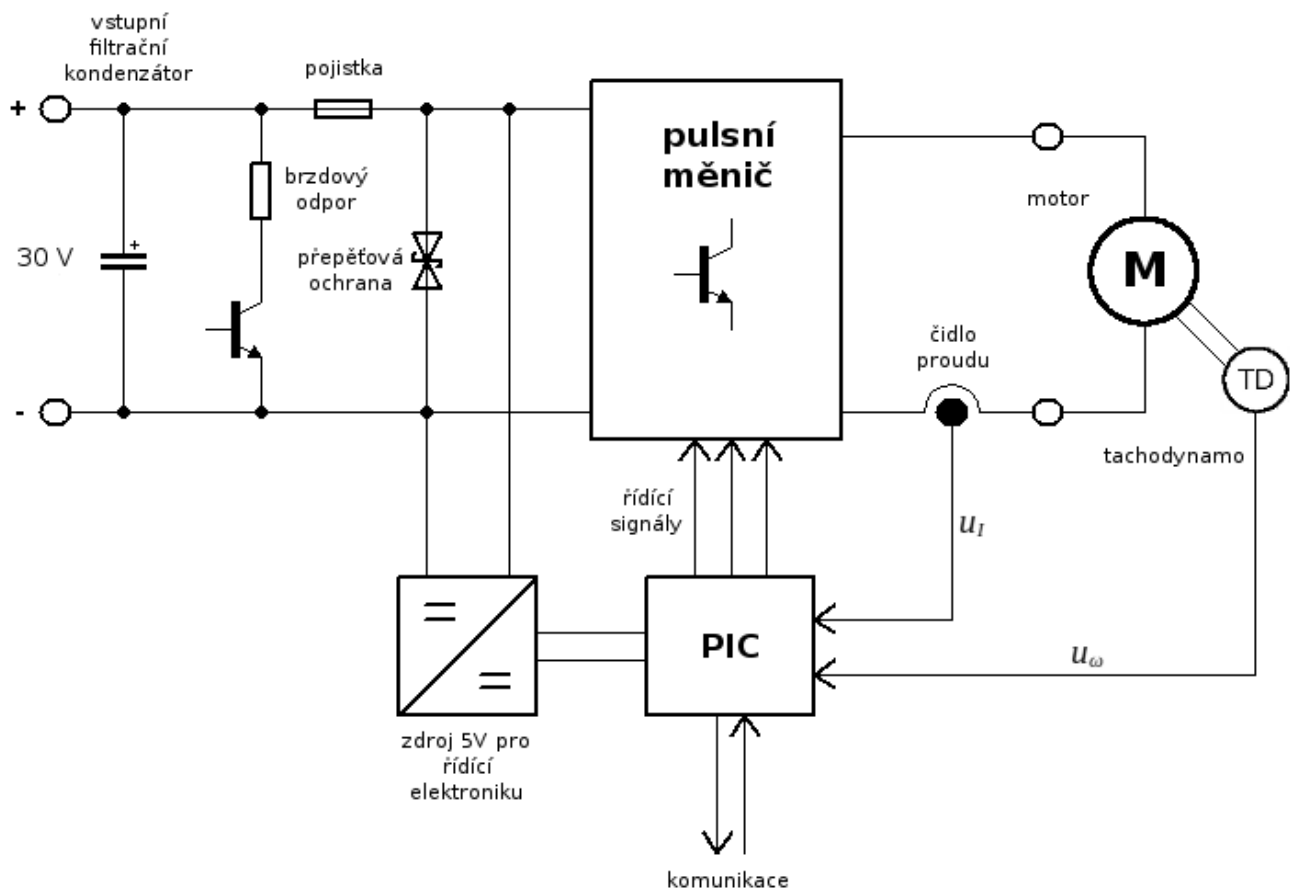 vstupní
filtrační
kondenzátor
pojistka
+
pulsní
měnič
brzdový
odpor
motor
30 V
+
přepěťová
ochrana
M
čidlo
proudu
TD
-
tachodynamo
řídící
signály
u_I
PIC
u_ω
zdroj 5V pro
řídící
elektroniku
komunikace